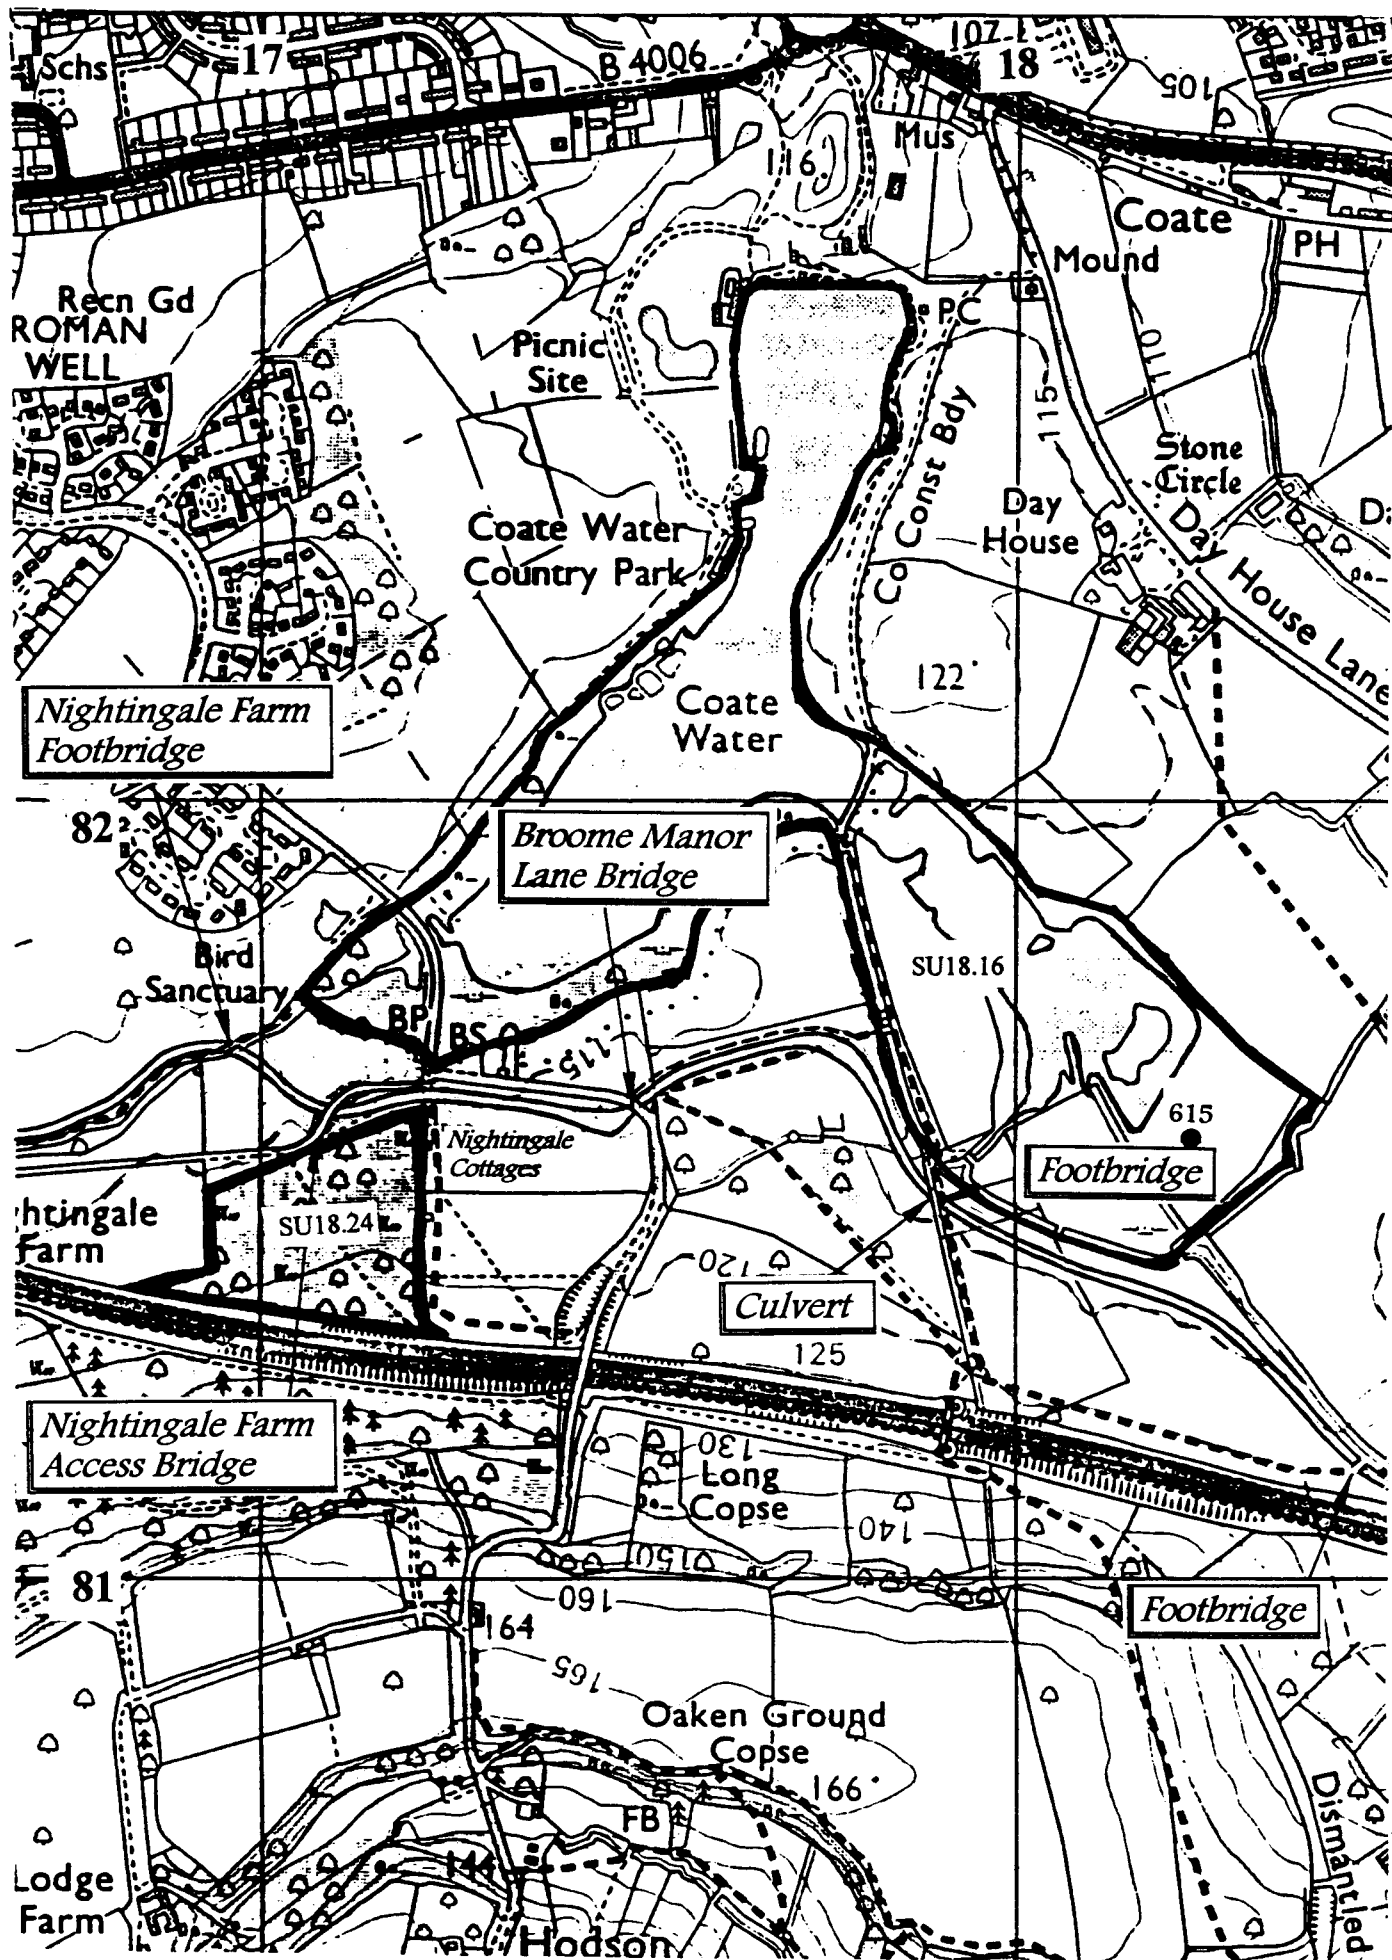 107
Schs
17
B 4006
18
105
Mus
116
Coate
PH
Mound
Recn Gd
ROMAN
WELL
PC
Picnic
Site
110
115
Co Const Bdy
Stone
Circle
Day
House
Coate Water
Country Park
Day House Lane
122
Coate
Water
Nightingale Farm
Footbridge
82
Broome Manor
Lane Bridge
Bird
Sanctuary
SU18.16
BP
BS
115
615
Nightingale
Cottages
Footbridge
htingale
Farm
SU18.24
120
Culvert
125
Nightingale Farm
Access Bridge
130
Long
Copse
140
150
81
160
Footbridge
164
165
Oaken Ground
Copse
166
FB
144
Lodge
Farm
Hodson
Dismantled